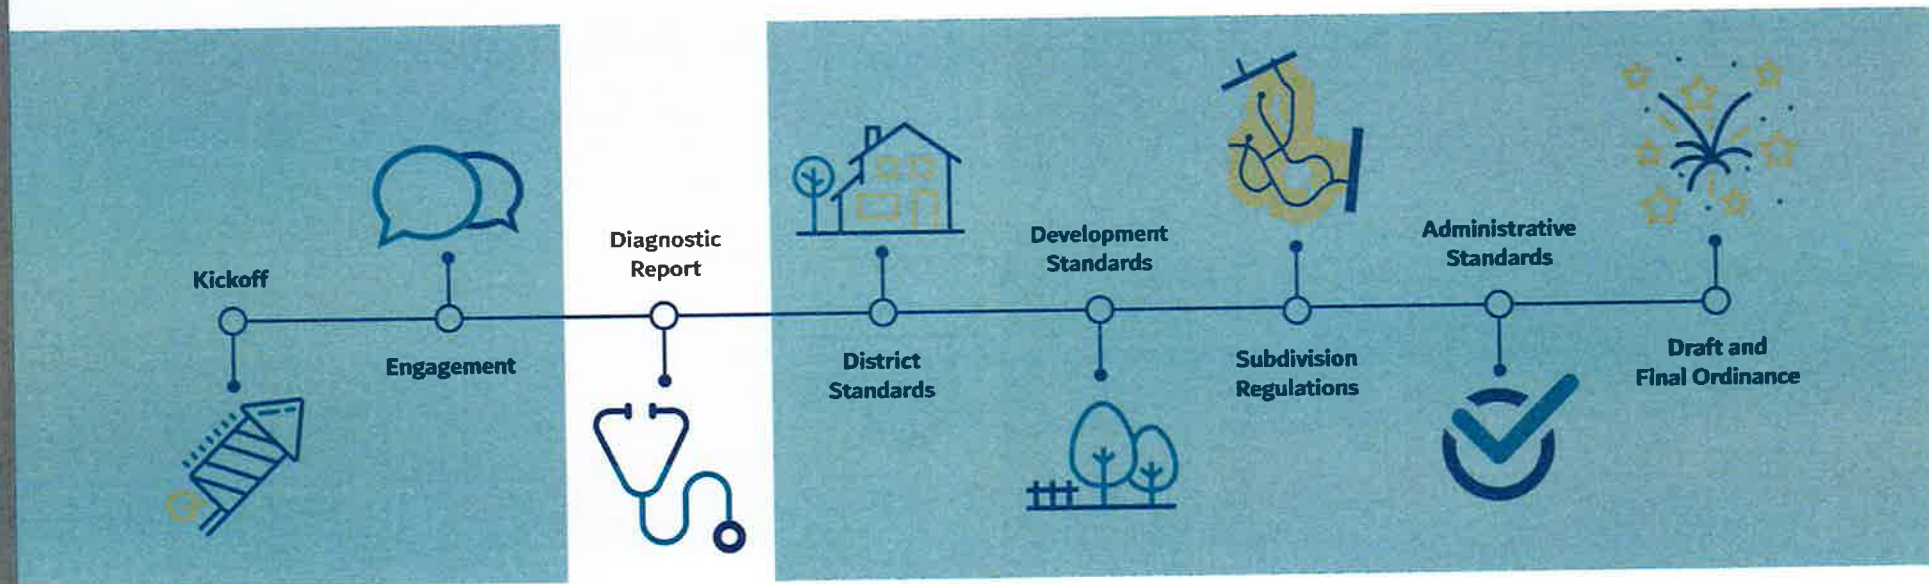 Kickoff
Engagement
Diagnostic
Report
District
Standards
Development
Standards
Subdivision
Regulations
Administrative
Standards
Draft and
Final Ordinance